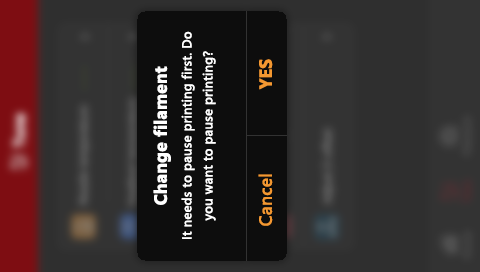 Change filament
It needs to pause printing first. Do
you want to pause printing?
Cancel
YES